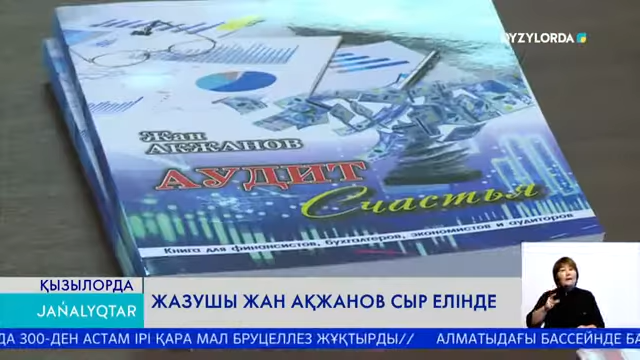 QYZYLORDA
Жан
АКЖАНОВ
АУДИТ
Счастья
Книга для финансистов, бухгалтеров, экономистов и аудиторов
ҚЫЗЫЛОРДА
JAŃALYQTAR
ЖАЗУШЫ ЖАН АҚЖАНОВ СЫР ЕЛІНДЕ
ДА 300-ДЕН АСТАМ ІРІ ҚАРА МАЛ БРУЦЕЛЛЕЗ ЖҰҚТЫРДЫ// АЛМАТЫДАҒЫ БАССЕЙНДЕ БА